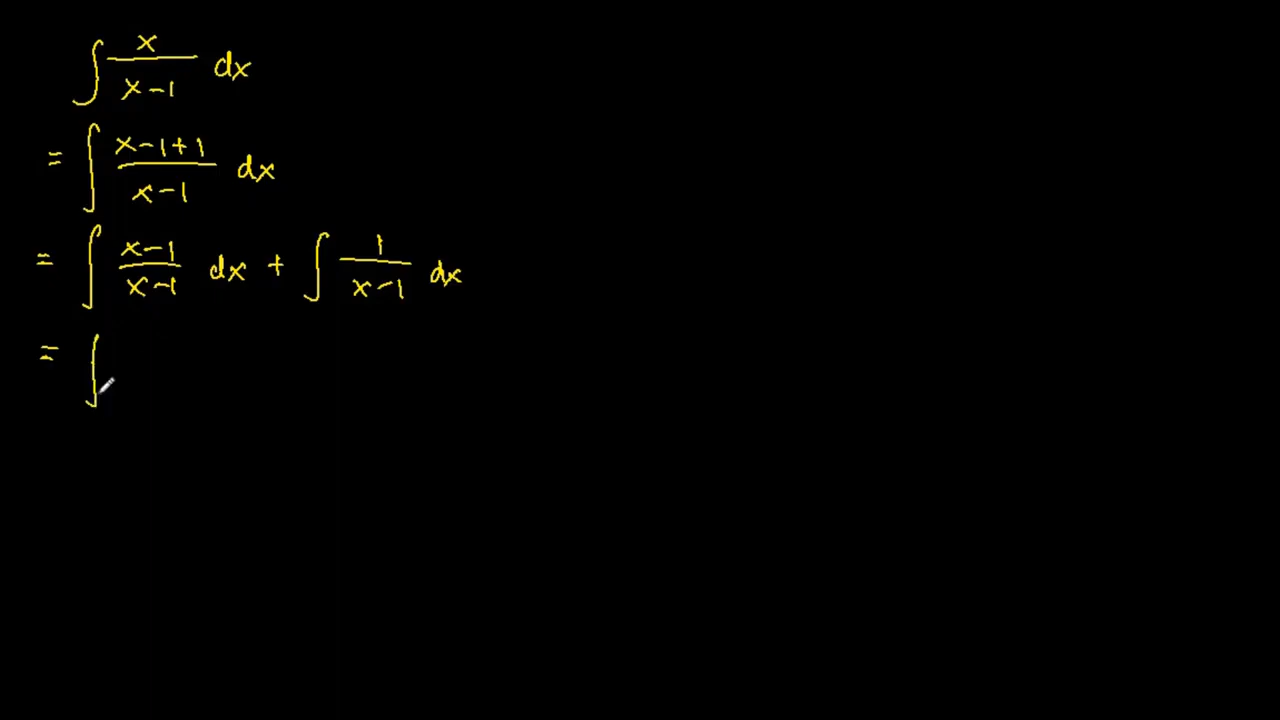 ∫ x/(x-1) dx
= ∫ (x-1+1)/(x-1) dx
= ∫ (x-1)/(x-1) dx + ∫ 1/(x-1) dx
= ∫